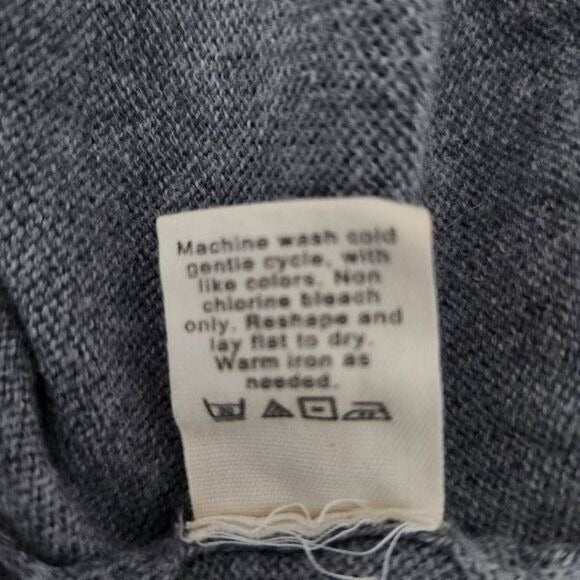 Machine wash cold
gentle cycle, with
like colors. Non
chlorine bleach
only. Reshape and
lay flat to dry.
Warm iron as
needed.